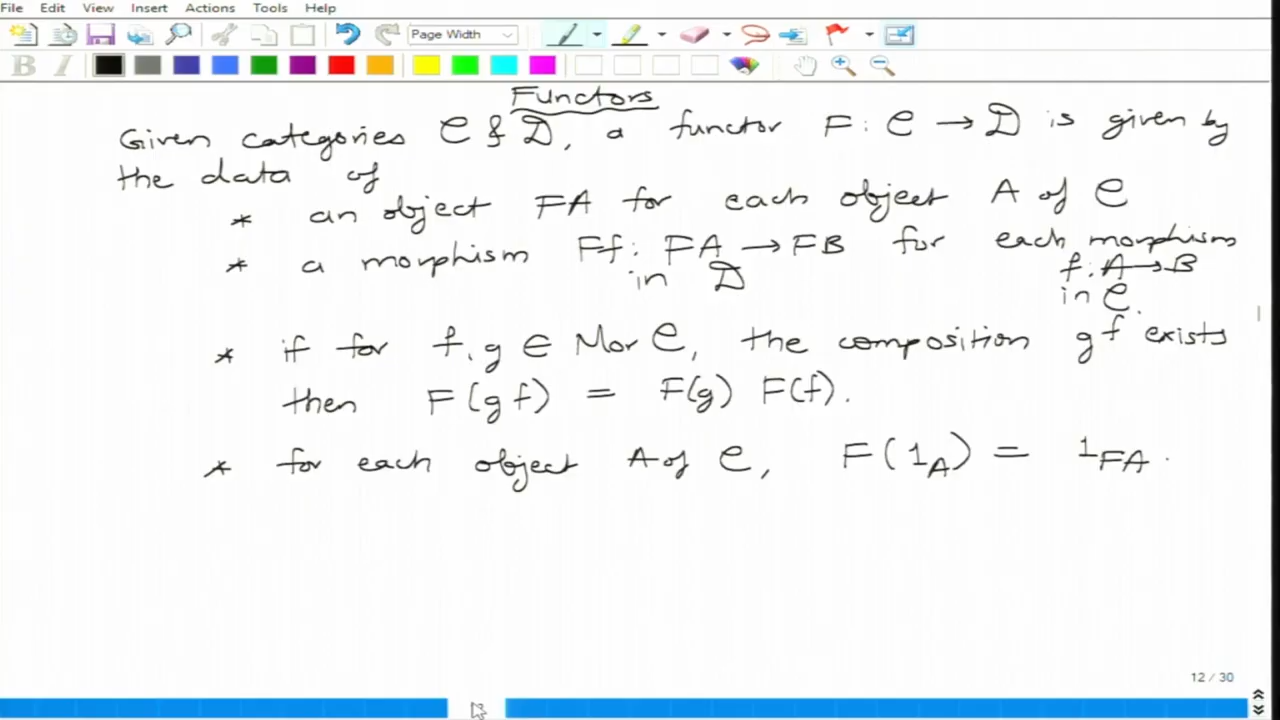 File Edit View Insert Actions Tools Help
Page Width
B I
Functors
Given categories C & D, a functor F : C → D is given by
the data of
* an object FA for each object A of C
* a morphism Ff : FA → FB for each morphism
in D f : A → B
in C.
* if for f, g ∈ Mor C, the composition gf exists
then F(gf) = F(g) F(f).
* for each object A of C, F(1_A) = 1_FA.
12 / 30